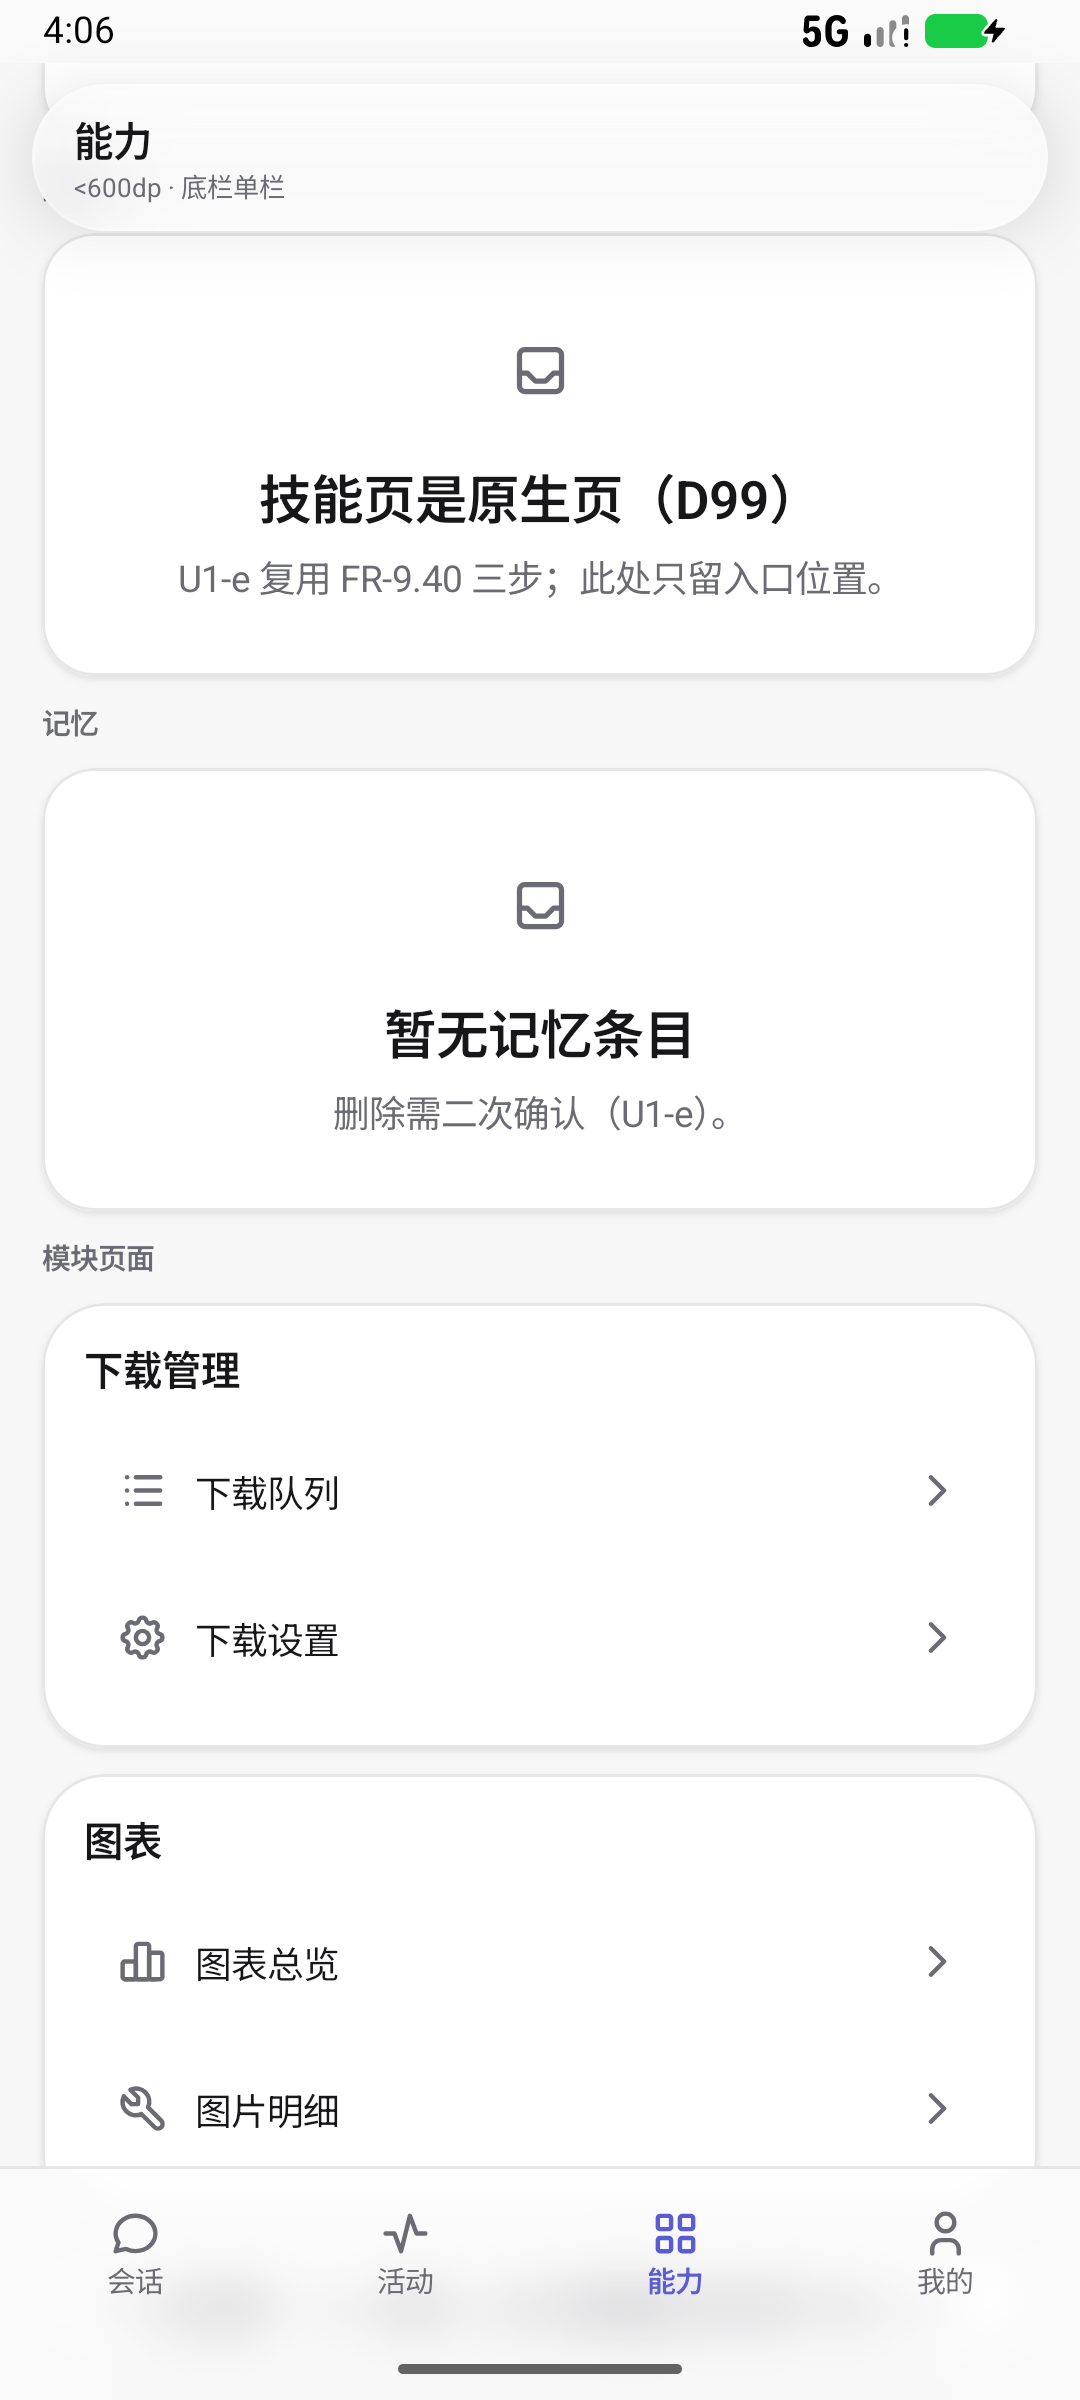 4:06
5G
能力
<600dp · 底栏单栏
技能页是原生页（D99）
U1-e 复用 FR-9.40 三步；此处只留入口位置。
记忆
暂无记忆条目
删除需二次确认（U1-e）。
模块页面
下载管理
下载队列
下载设置
图表
图表总览
图片明细
会话
活动
能力
我的